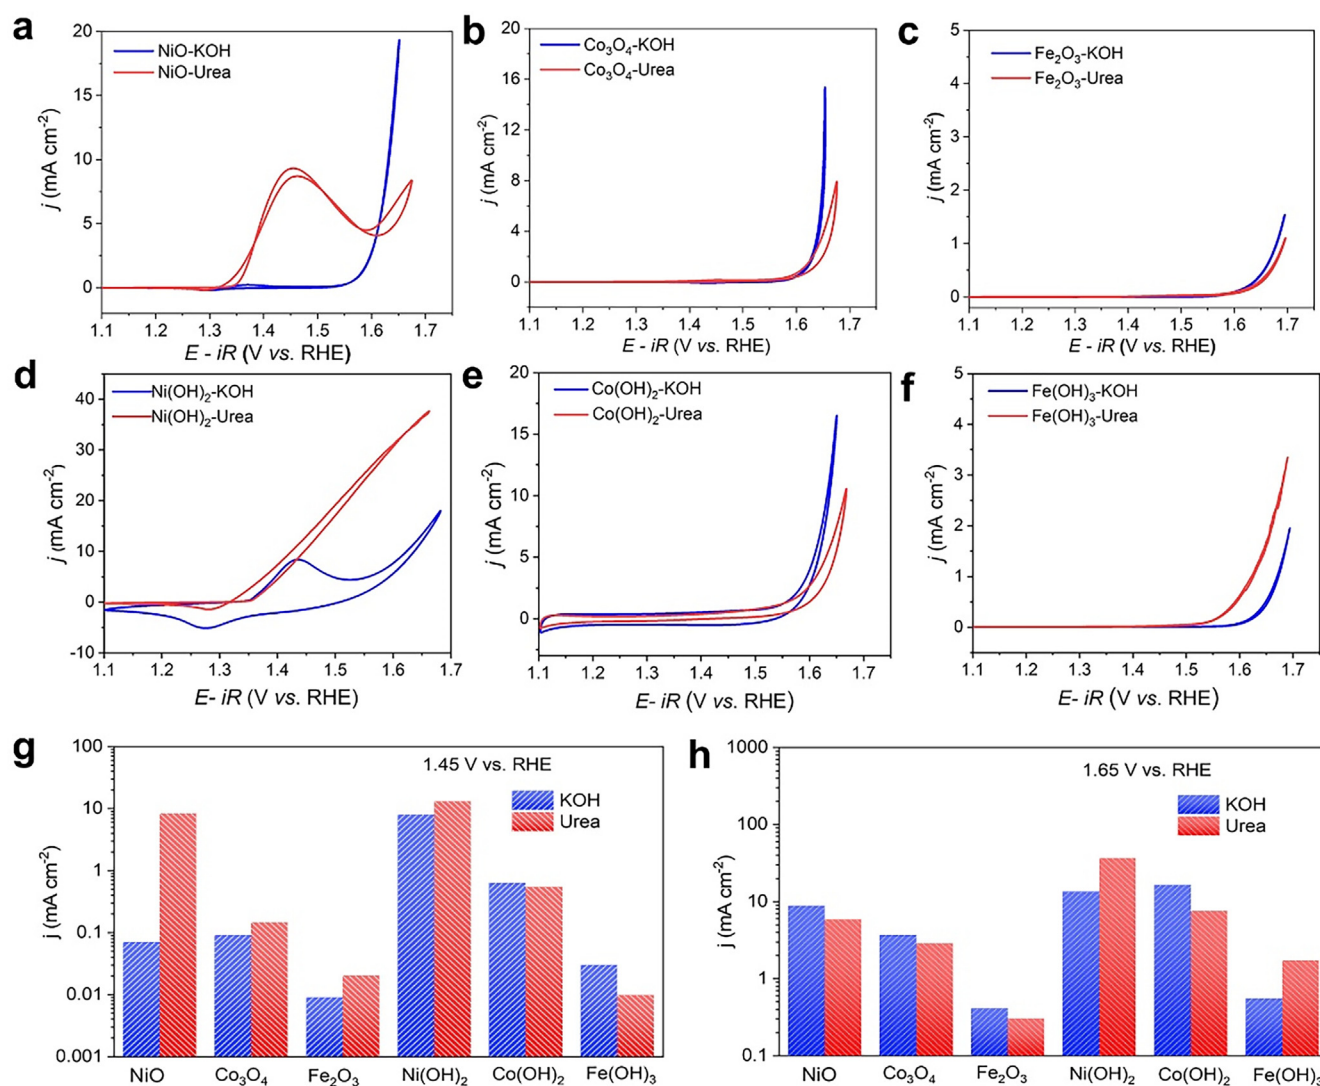 a
20
15
10
5
0
j (mA cm⁻²)
NiO-KOH
NiO-Urea
1.1 1.2 1.3 1.4 1.5 1.6 1.7
E - iR (V vs. RHE)
b
20
16
12
8
4
0
j (mA cm⁻²)
Co₃O₄-KOH
Co₃O₄-Urea
1.1 1.2 1.3 1.4 1.5 1.6 1.7
E - iR (V vs. RHE)
c
5
4
3
2
1
0
j (mA cm⁻²)
Fe₂O₃-KOH
Fe₂O₃-Urea
1.1 1.2 1.3 1.4 1.5 1.6 1.7
E - iR (V vs. RHE)
d
40
30
20
10
0
-10
j (mA cm⁻²)
Ni(OH)₂-KOH
Ni(OH)₂-Urea
1.1 1.2 1.3 1.4 1.5 1.6 1.7
E- iR (V vs. RHE)
e
20
15
10
5
0
j (mA cm⁻²)
Co(OH)₂-KOH
Co(OH)₂-Urea
1.1 1.2 1.3 1.4 1.5 1.6 1.7
E- iR (V vs. RHE)
f
5
4
3
2
1
0
j (mA cm⁻²)
Fe(OH)₃-KOH
Fe(OH)₃-Urea
1.1 1.2 1.3 1.4 1.5 1.6 1.7
E- iR (V vs. RHE)
g
100
10
1
0.1
0.01
0.001
j (mA cm⁻²)
1.45 V vs. RHE
KOH
Urea
NiO Co₃O₄ Fe₂O₃ Ni(OH)₂ Co(OH)₂ Fe(OH)₃
h
1000
100
10
1
0.1
j (mA cm⁻²)
1.65 V vs. RHE
KOH
Urea
NiO Co₃O₄ Fe₂O₃ Ni(OH)₂ Co(OH)₂ Fe(OH)₃